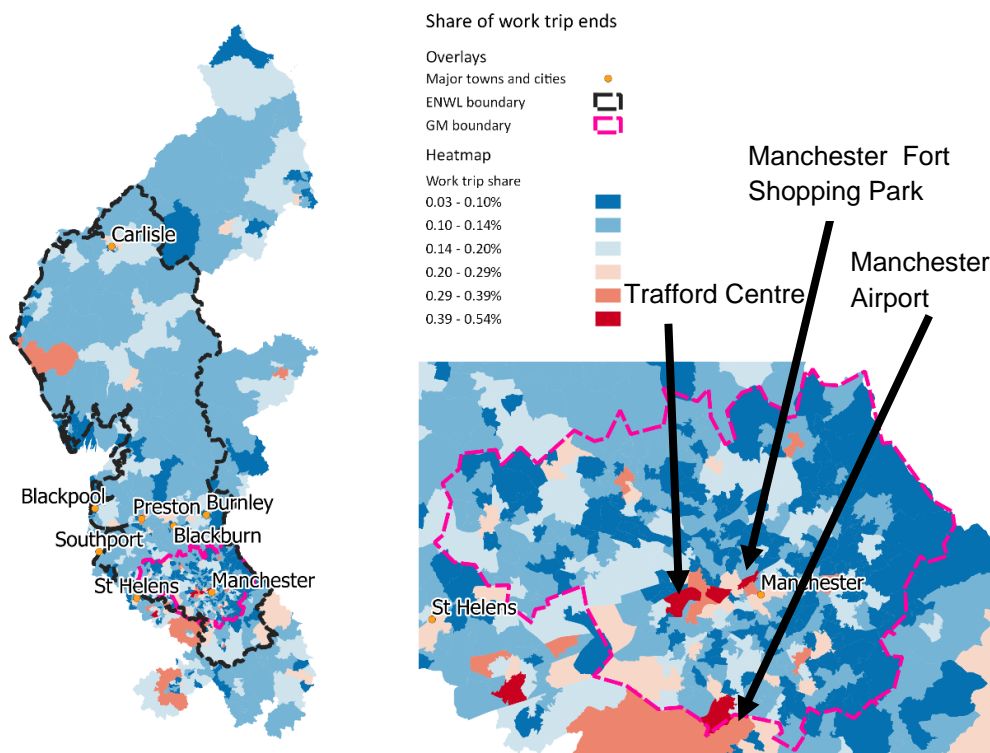 Share of work trip ends
Overlays
Major towns and cities
ENWL boundary
GM boundary
Heatmap
Work trip share
0.03 - 0.10%
0.10 - 0.14%
0.14 - 0.20%
0.20 - 0.29%
0.29 - 0.39%
0.39 - 0.54%
Carlisle
Blackpool
Preston
Burnley
Southport
Blackburn
St Helens
Manchester
Manchester Fort
Shopping Park
Manchester
Airport
Trafford Centre
St Helens
Manchester